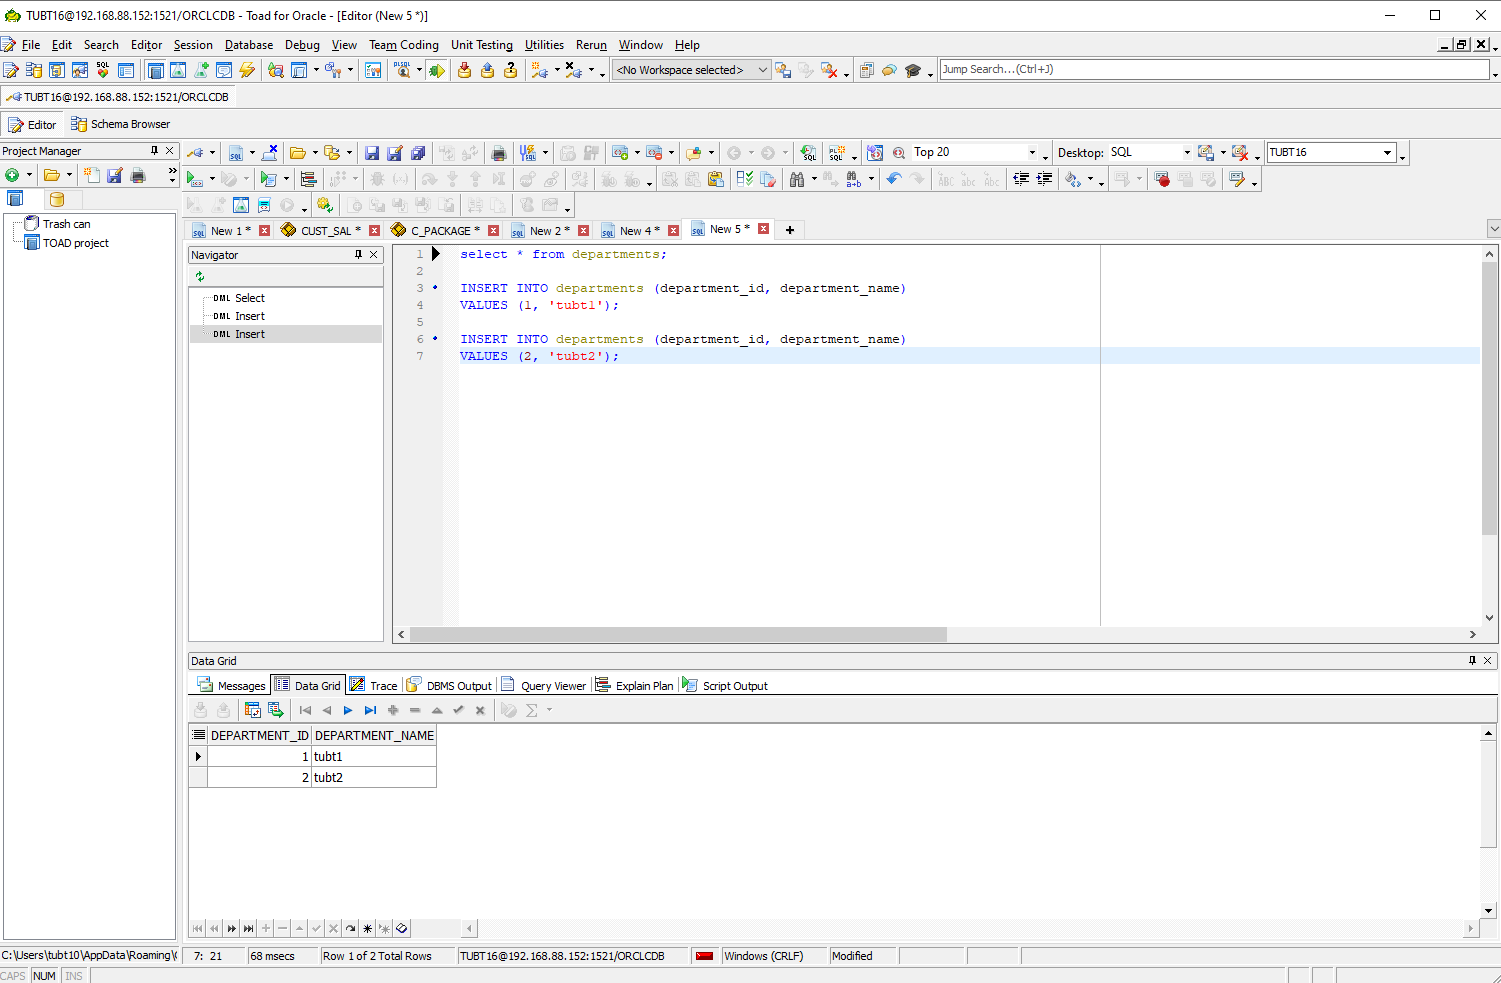 TUBT16@192.168.88.152:1521/ORCLCDB - Toad for Oracle - [Editor (New 5 *)]
File Edit Search Editor Session Database Debug View Team Coding Unit Testing Utilities Rerun Window Help
SQL PLSQL <No Workspace selected> Jump Search...(Ctrl+J)
TUBT16@192.168.88.152:1521/ORCLCDB
Editor Schema Browser
Project Manager
SQL SQL PL SQL Top 20 Desktop: SQL TUBT16
Trash can
TOAD project
New 1 * CUST_SAL * C_PACKAGE * New 2 * New 4 * New 5 *
Navigator
DML Select
DML Insert
DML Insert
1 select * from departments;
2
3 INSERT INTO departments (department_id, department_name)
4 VALUES (1, 'tubt1');
5
6 INSERT INTO departments (department_id, department_name)
7 VALUES (2, 'tubt2');
Data Grid
Messages Data Grid Trace DBMS Output Query Viewer Explain Plan Script Output
DEPARTMENT_ID DEPARTMENT_NAME
1 tubt1
2 tubt2
C:\Users\tubt10\AppData\Roaming\ 7: 21 68 msecs Row 1 of 2 Total Rows TUBT16@192.168.88.152:1521/ORCLCDB Windows (CRLF) Modified
CAPS NUM INS